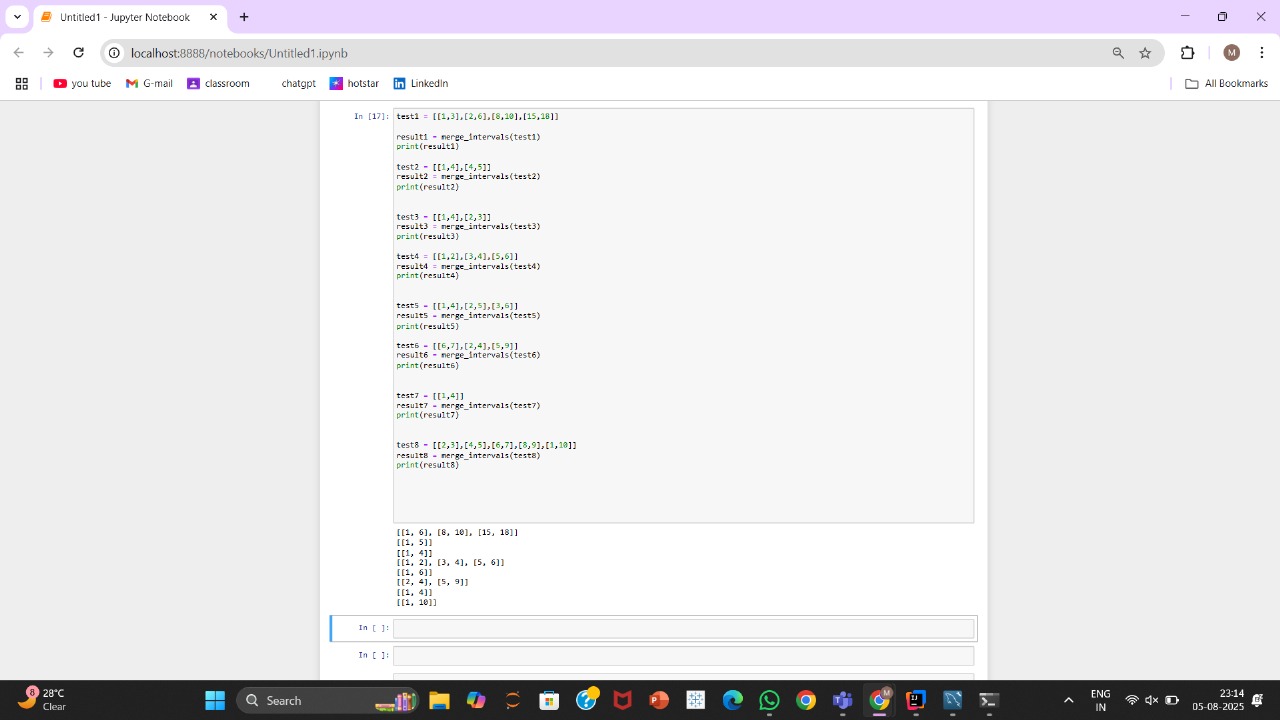 Untitled1 - Jupyter Notebook
localhost:8888/notebooks/Untitled1.ipynb
M
you tube
G-mail
classroom
chatgpt
hotstar
LinkedIn
All Bookmarks
In [17]:
test1 = [[1,3],[2,6],[8,10],[15,18]]
result1 = merge_intervals(test1)
print(result1)
test2 = [[1,4],[4,5]]
result2 = merge_intervals(test2)
print(result2)
test3 = [[1,4],[2,3]]
result3 = merge_intervals(test3)
print(result3)
test4 = [[1,2],[3,4],[5,6]]
result4 = merge_intervals(test4)
print(result4)
test5 = [[1,4],[2,5],[3,6]]
result5 = merge_intervals(test5)
print(result5)
test6 = [[6,7],[2,4],[5,9]]
result6 = merge_intervals(test6)
print(result6)
test7 = [[1,4]]
result7 = merge_intervals(test7)
print(result7)
test8 = [[2,3],[4,5],[6,7],[8,9],[1,10]]
result8 = merge_intervals(test8)
print(result8)
[[1, 6], [8, 10], [15, 18]]
[[1, 5]]
[[1, 4]]
[[1, 2], [3, 4], [5, 6]]
[[1, 6]]
[[2, 4], [5, 9]]
[[1, 4]]
[[1, 10]]
In [ ]:
In [ ]:
8
28°C
Clear
Search
M
ENG
IN
23:14
05-08-2025